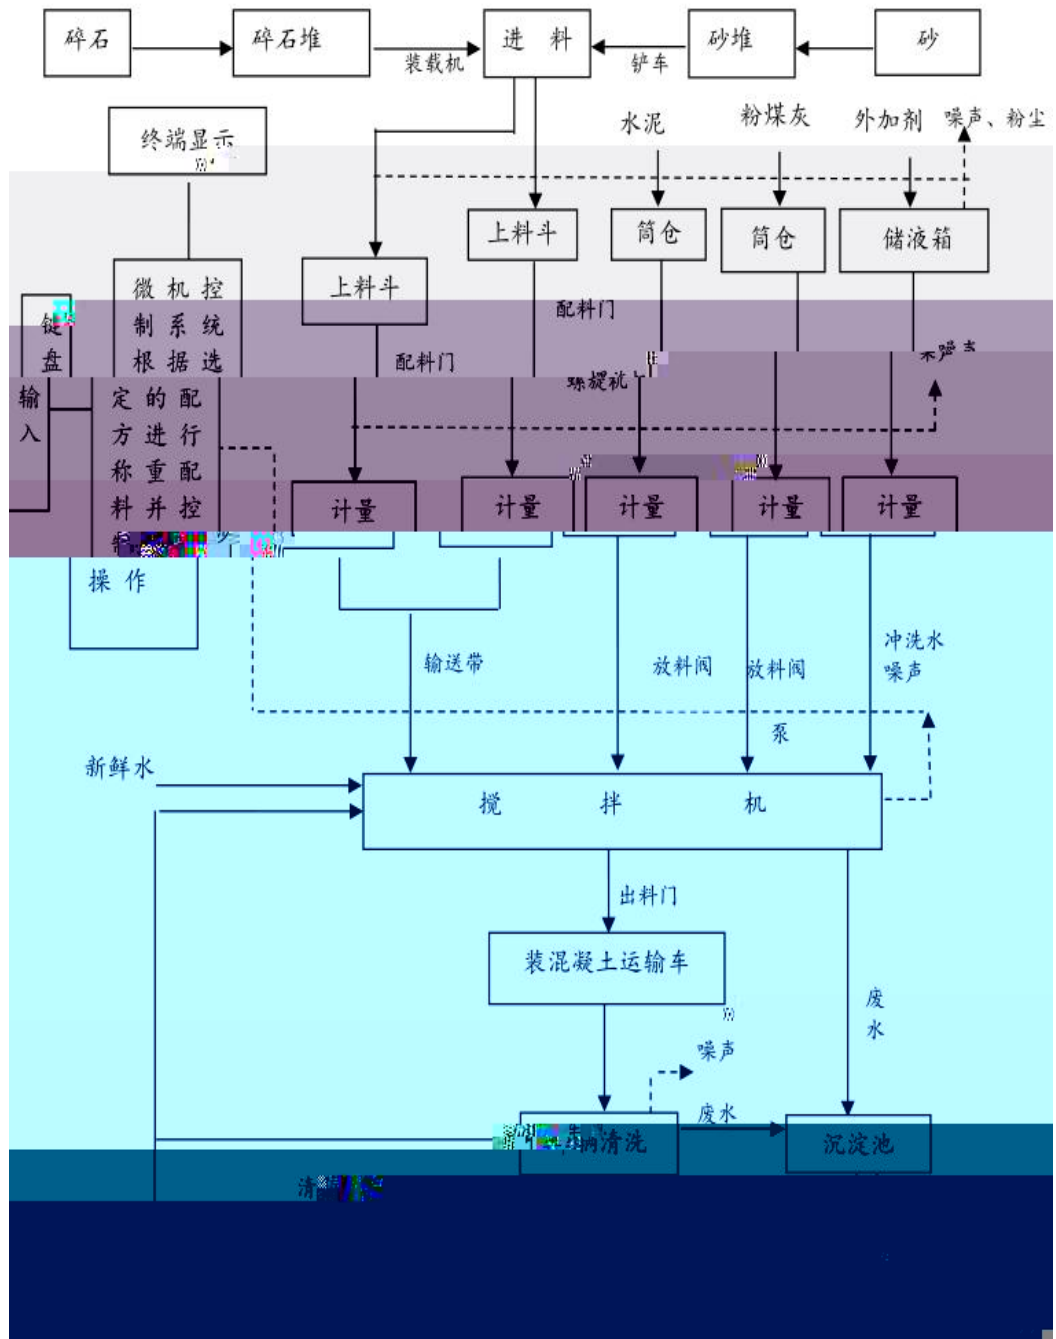 碎石
碎石堆
进 料
砂堆
砂
装载机
铲车
终端显示
水泥
粉煤灰
外加剂
噪声、粉尘
上料斗
筒仓
筒仓
储液箱
上料斗
微机控
制系统
根据选
定的配
方进行
称重配
料并控
操作
键
盘
输
入
配料门
配料门
噪声
计量
计量
计量
计量
计量
输送带
放料阀
放料阀
冲洗水
噪声
泵
新鲜水
搅 拌 机
出料门
装混凝土运输车
废
水
噪声
废水
辆清洗
沉淀池
清